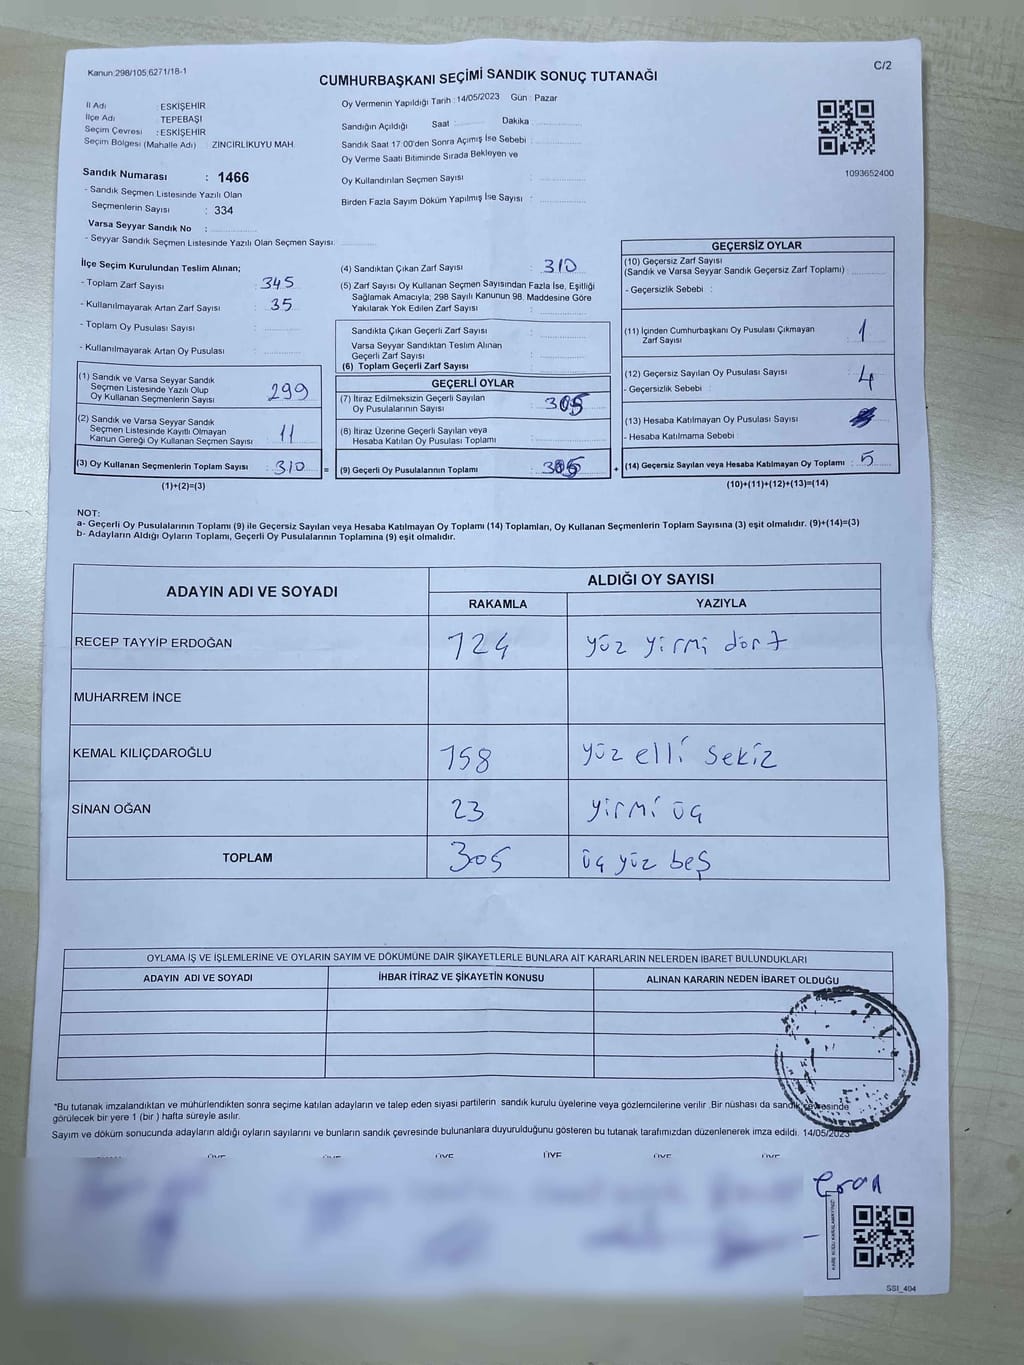 Kanun:298/105,6271/18-1
C/2
CUMHURBAŞKANI SEÇİMİ SANDIK SONUÇ TUTANAĞI
İl Adı : ESKİŞEHİR
İlçe Adı : TEPEBAŞI
Seçim Çevresi : ESKİŞEHİR
Seçim Bölgesi (Mahalle Adı) : ZİNCİRLİKUYU MAH.
Sandık Numarası : 1466
- Sandık Seçmen Listesinde Yazılı Olan
Seçmenlerin Sayısı : 334
Varsa Seyyar Sandık No :
- Seyyar Sandık Seçmen Listesinde Yazılı Olan Seçmen Sayısı:
Oy Vermenin Yapıldığı Tarih : 14/05/2023 Gün : Pazar
Sandığın Açıldığı Saat : Dakika :
Sandık Saat 17:00'den Sonra Açımış İse Sebebi :
Oy Verme Saati Bitiminde Sırada Bekleyen ve
Oy Kullandırılan Seçmen Sayısı :
Birden Fazla Sayım Döküm Yapılmış İse Sayısı :
1093652400
İlçe Seçim Kurulundan Teslim Alınan;
- Toplam Zarf Sayısı : 345
- Kullanılmayarak Artan Zarf Sayısı : 35
- Toplam Oy Pusulası Sayısı :
- Kullanılmayarak Artan Oy Pusulası :
(1) Sandık ve Varsa Seyyar Sandık
Seçmen Listesinde Yazılı Olup
Oy Kullanan Seçmenlerin Sayısı : 299
(2) Sandık ve Varsa Seyyar Sandık
Seçmen Listesinde Kayıtlı Olmayan
Kanun Gereği Oy Kullanan Seçmen Sayısı : 11
(3) Oy Kullanan Seçmenlerin Toplam Sayısı : 310
(1)+(2)=(3)
(4) Sandıktan Çıkan Zarf Sayısı : 310
(5) Zarf Sayısı Oy Kullanan Seçmen Sayısından Fazla İse, Eşitliği
Sağlamak Amacıyla; 298 Sayılı Kanunun 98. Maddesine Göre
Yakılarak Yok Edilen Zarf Sayısı :
Sandıkta Çıkan Geçerli Zarf Sayısı :
Varsa Seyyar Sandıktan Teslim Alınan
Geçerli Zarf Sayısı :
(6) Toplam Geçerli Zarf Sayısı :
GEÇERLİ OYLAR
(7) İtiraz Edilmeksizin Geçerli Sayılan
Oy Pusulalarının Sayısı : 305
(8) İtiraz Üzerine Geçerli Sayılan veya
Hesaba Katılan Oy Pusulası Toplamı :
= (9) Geçerli Oy Pusulalarının Toplamı : 305
GEÇERSİZ OYLAR
(10) Geçersiz Zarf Sayısı
(Sandık ve Varsa Seyyar Sandık Geçersiz Zarf Toplamı) :
- Geçersizlik Sebebi :
(11) İçinden Cumhurbaşkanı Oy Pusulası Çıkmayan
Zarf Sayısı : 1
(12) Geçersiz Sayılan Oy Pusulası Sayısı : 4
- Geçersizlik Sebebi :
(13) Hesaba Katılmayan Oy Pusulası Sayısı :
- Hesaba Katılmama Sebebi :
+ (14) Geçersiz Sayılan veya Hesaba Katılmayan Oy Toplamı : 5
(10)+(11)+(12)+(13)=(14)
NOT:
a- Geçerli Oy Pusulalarının Toplamı (9) ile Geçersiz Sayılan veya Hesaba Katılmayan Oy Toplamı (14) Toplamları, Oy Kullanan Seçmenlerin Toplam Sayısına (3) eşit olmalıdır. (9)+(14)=(3)
b- Adayların Aldığı Oyların Toplamı, Geçerli Oy Pusulalarının Toplamına (9) eşit olmalıdır.
ADAYIN ADI VE SOYADI
ALDIĞI OY SAYISI
RAKAMLA YAZIYLA
RECEP TAYYİP ERDOĞAN 124 yüz yirmi dört
MUHARREM İNCE
KEMAL KILIÇDAROĞLU 158 yüz elli sekiz
SİNAN OĞAN 23 yirmi üç
TOPLAM 305 üç yüz beş
OYLAMA İŞ VE İŞLEMLERİNE VE OYLARIN SAYIM VE DÖKÜMÜNE DAİR ŞİKAYETLERLE BUNLARA AİT KARARLARIN NELERDEN İBARET BULUNDUKLARI
ADAYIN ADI VE SOYADI İHBAR İTİRAZ VE ŞİKAYETİN KONUSU ALINAN KARARIN NEDEN İBARET OLDUĞU
*Bu tutanak imzalandıktan ve mühürlendikten sonra seçime katılan adayların ve talep eden siyasi partilerin sandık kurulu üyelerine veya gözlemcilerine verilir .Bir nüshası da sandık çevresinde
görülecek bir yere 1 (bir ) hafta süreyle asılır.
Sayım ve döküm sonucunda adayların aldığı oyların sayılarını ve bunların sandık çevresinde bulunanlara duyurulduğunu gösteren bu tutanak tarafımızdan düzenlenerek imza edildi. 14/05/2023
ÜYE ÜYE ÜYE ÜYE ÜYE ÜYE
SSI_404